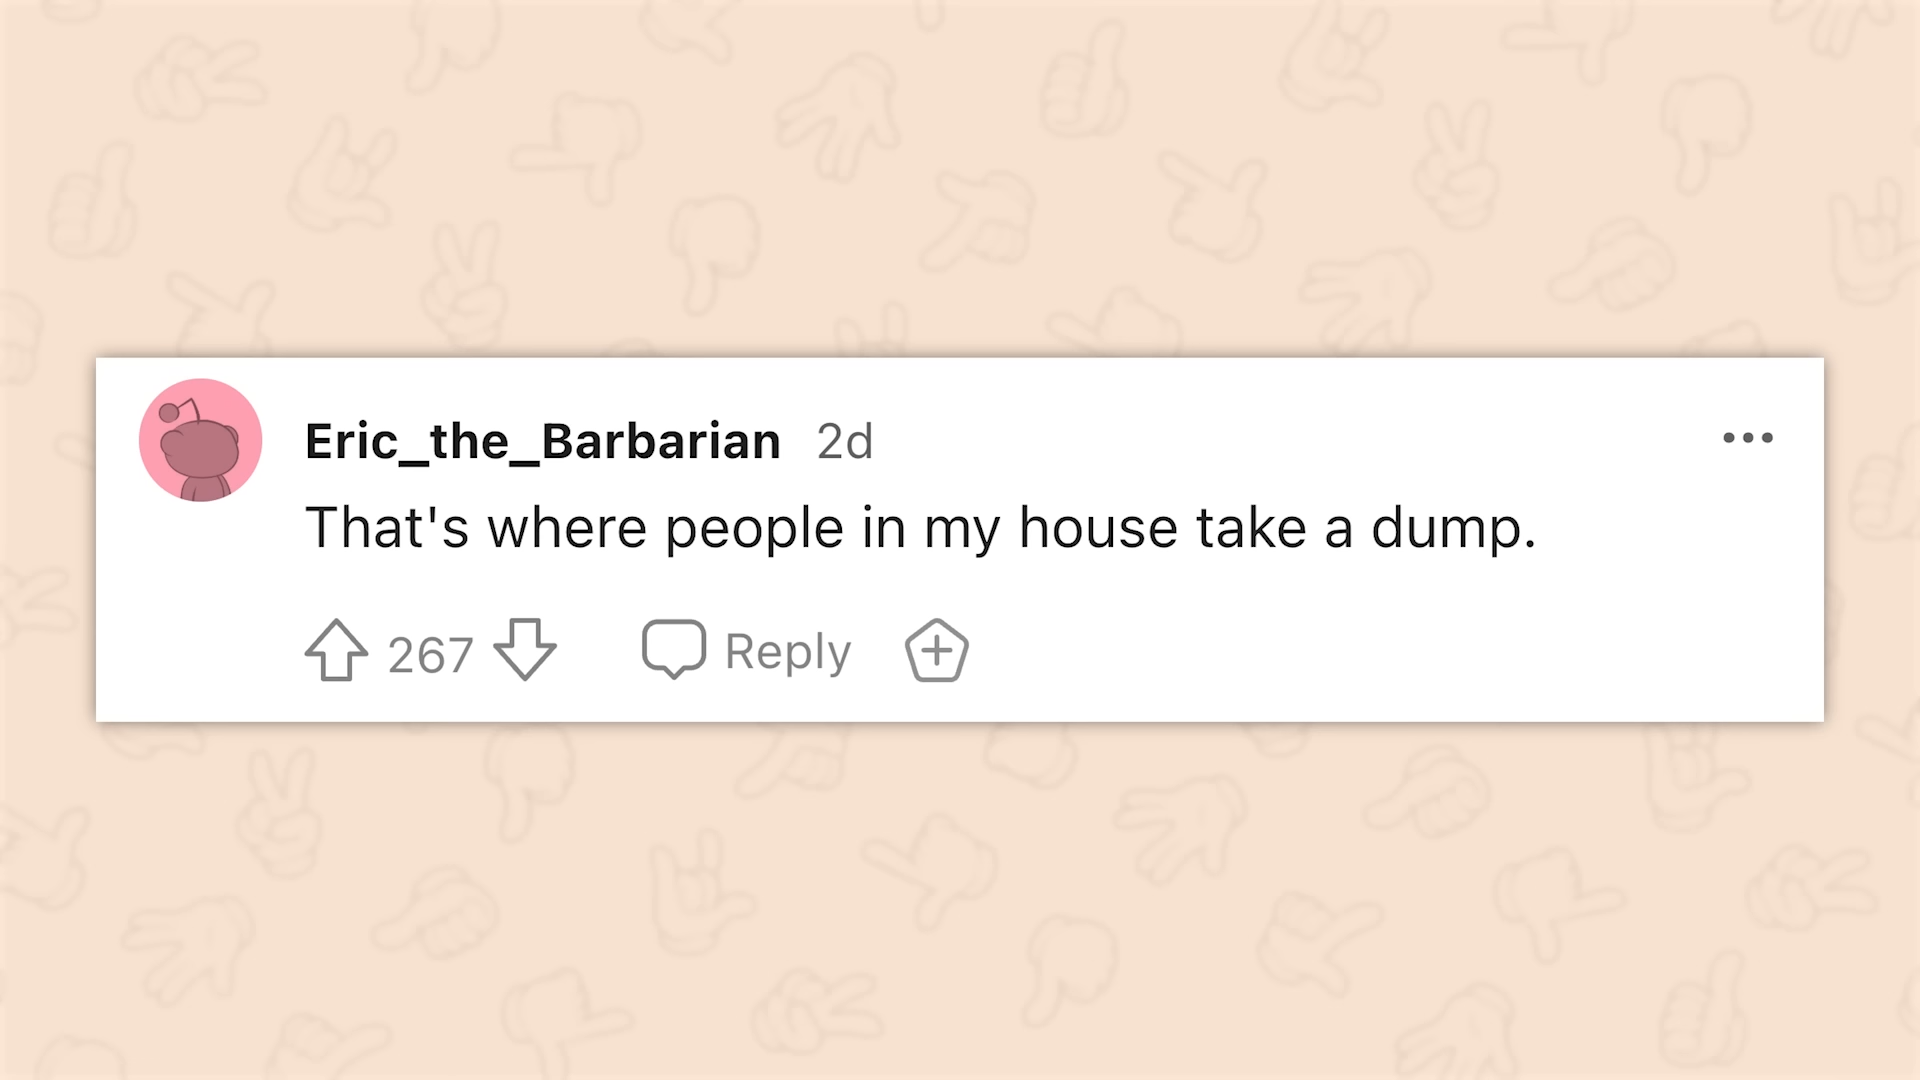 Eric_the_Barbarian 2d
That's where people in my house take a dump.
267 Reply